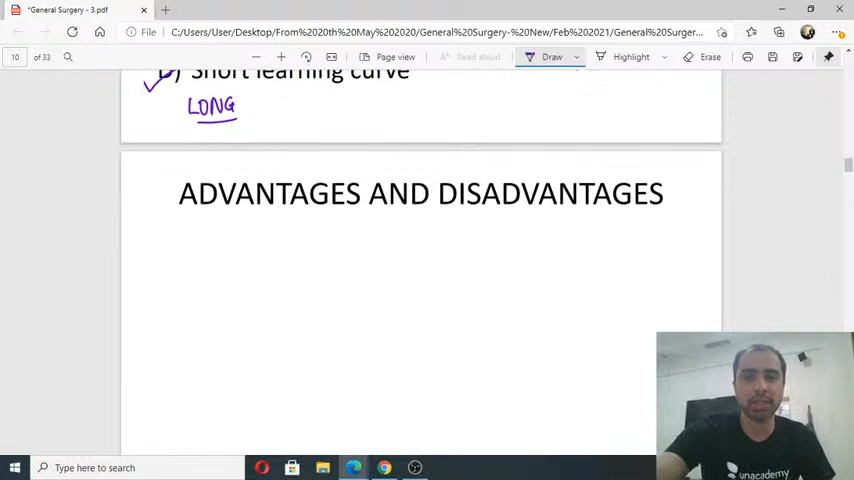 *General Surgery - 3.pdf
File
C:/Users/User/Desktop/From%2020th%20May%202020/General%20Surgery-%20New/Feb%202021/General%20Surger...
10 of 33
Page view
Read aloud
Draw
Highlight
Erase
D) Short learning curve
LONG
ADVANTAGES AND DISADVANTAGES
unacademy
Type here to search